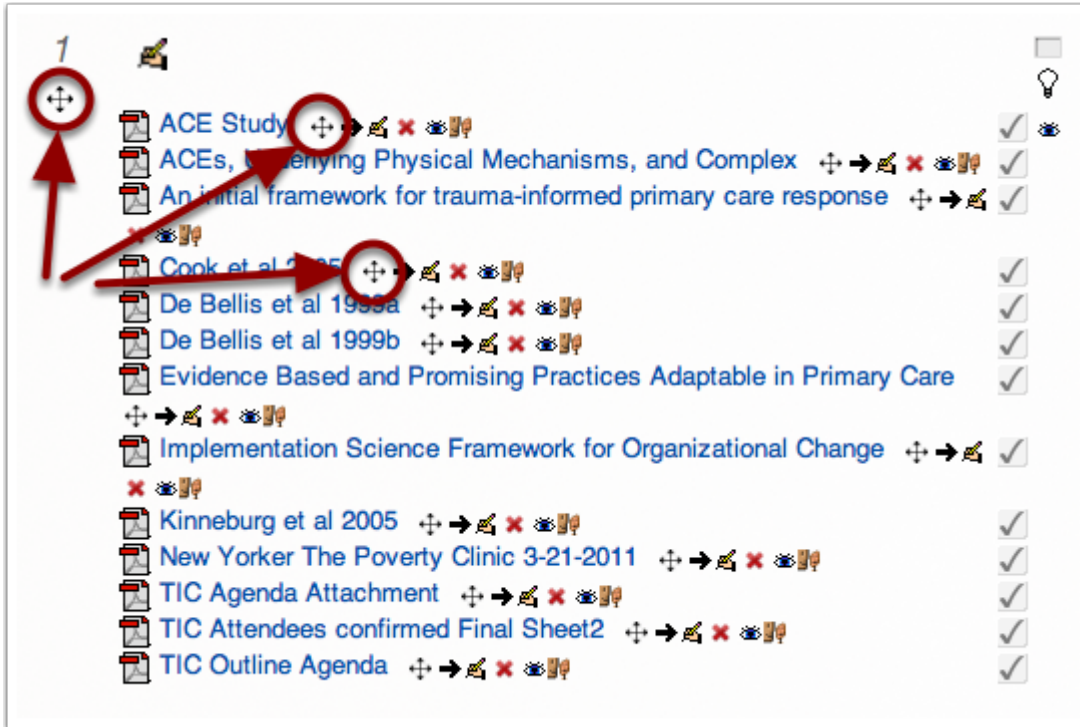 1
ACE Study
ACEs, Underlying Physical Mechanisms, and Complex
An initial framework for trauma-informed primary care response
Cook et al 2005
De Bellis et al 1999a
De Bellis et al 1999b
Evidence Based and Promising Practices Adaptable in Primary Care
Implementation Science Framework for Organizational Change
Kinneburg et al 2005
New Yorker The Poverty Clinic 3-21-2011
TIC Agenda Attachment
TIC Attendees confirmed Final Sheet2
TIC Outline Agenda